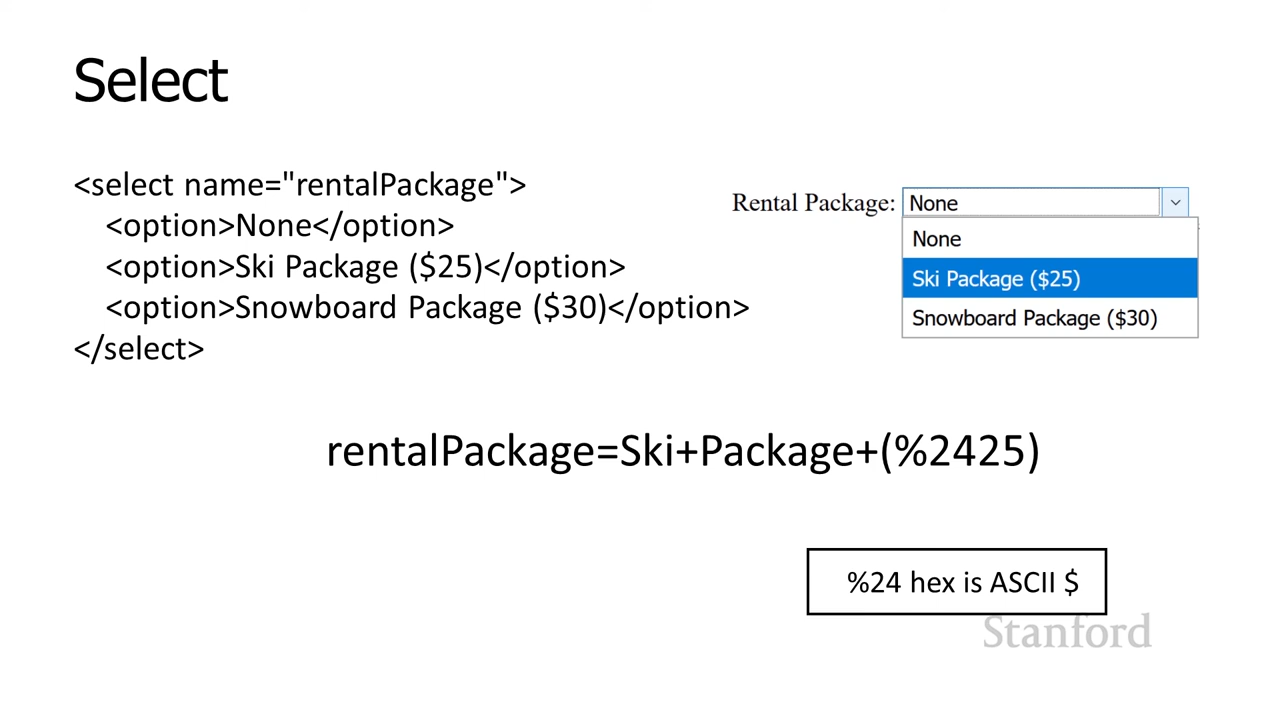 Select
<select name="rentalPackage">
<option>None</option>
<option>Ski Package ($25)</option>
<option>Snowboard Package ($30)</option>
</select>
Rental Package: None
None
Ski Package ($25)
Snowboard Package ($30)
rentalPackage=Ski+Package+(%2425)
%24 hex is ASCII $
Stanford